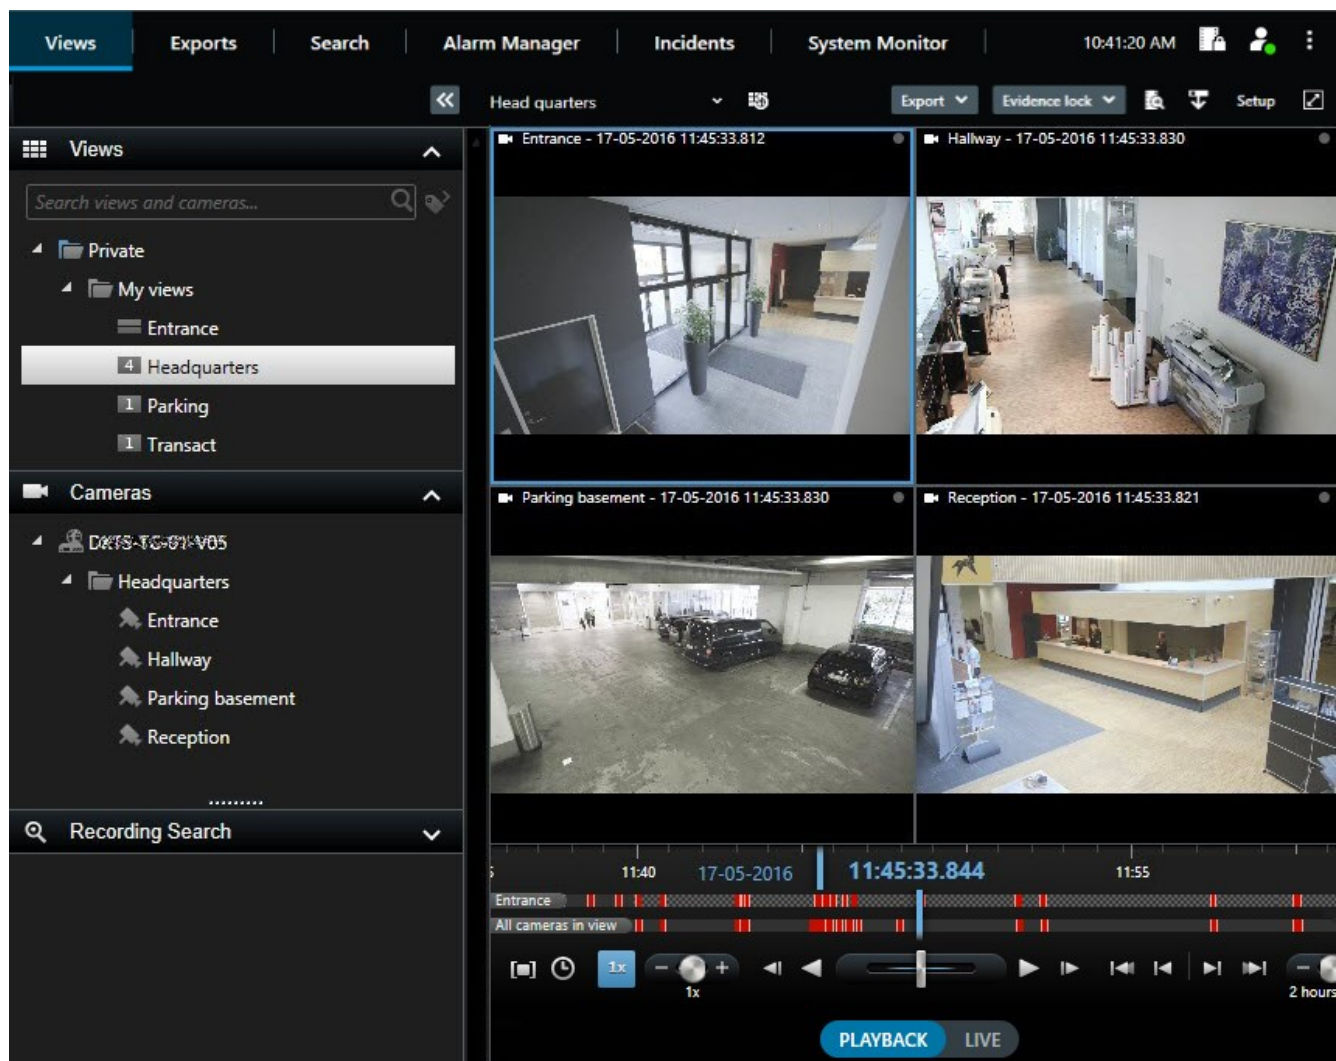 Views Exports Search Alarm Manager Incidents System Monitor 10:41:20 AM
Head quarters Export Evidence lock Setup
Views
Search views and cameras...
Private
My views
Entrance
4 Headquarters
1 Parking
1 Transact
Cameras
Headquarters
Entrance
Hallway
Parking basement
Reception
Recording Search
Entrance - 17-05-2016 11:45:33.812
Hallway - 17-05-2016 11:45:33.830
Parking basement - 17-05-2016 11:45:33.830
Reception - 17-05-2016 11:45:33.821
11:40 17-05-2016 11:45:33.844 11:55
Entrance
All cameras in view
1x − +
1x
−
2 hours
PLAYBACK LIVE